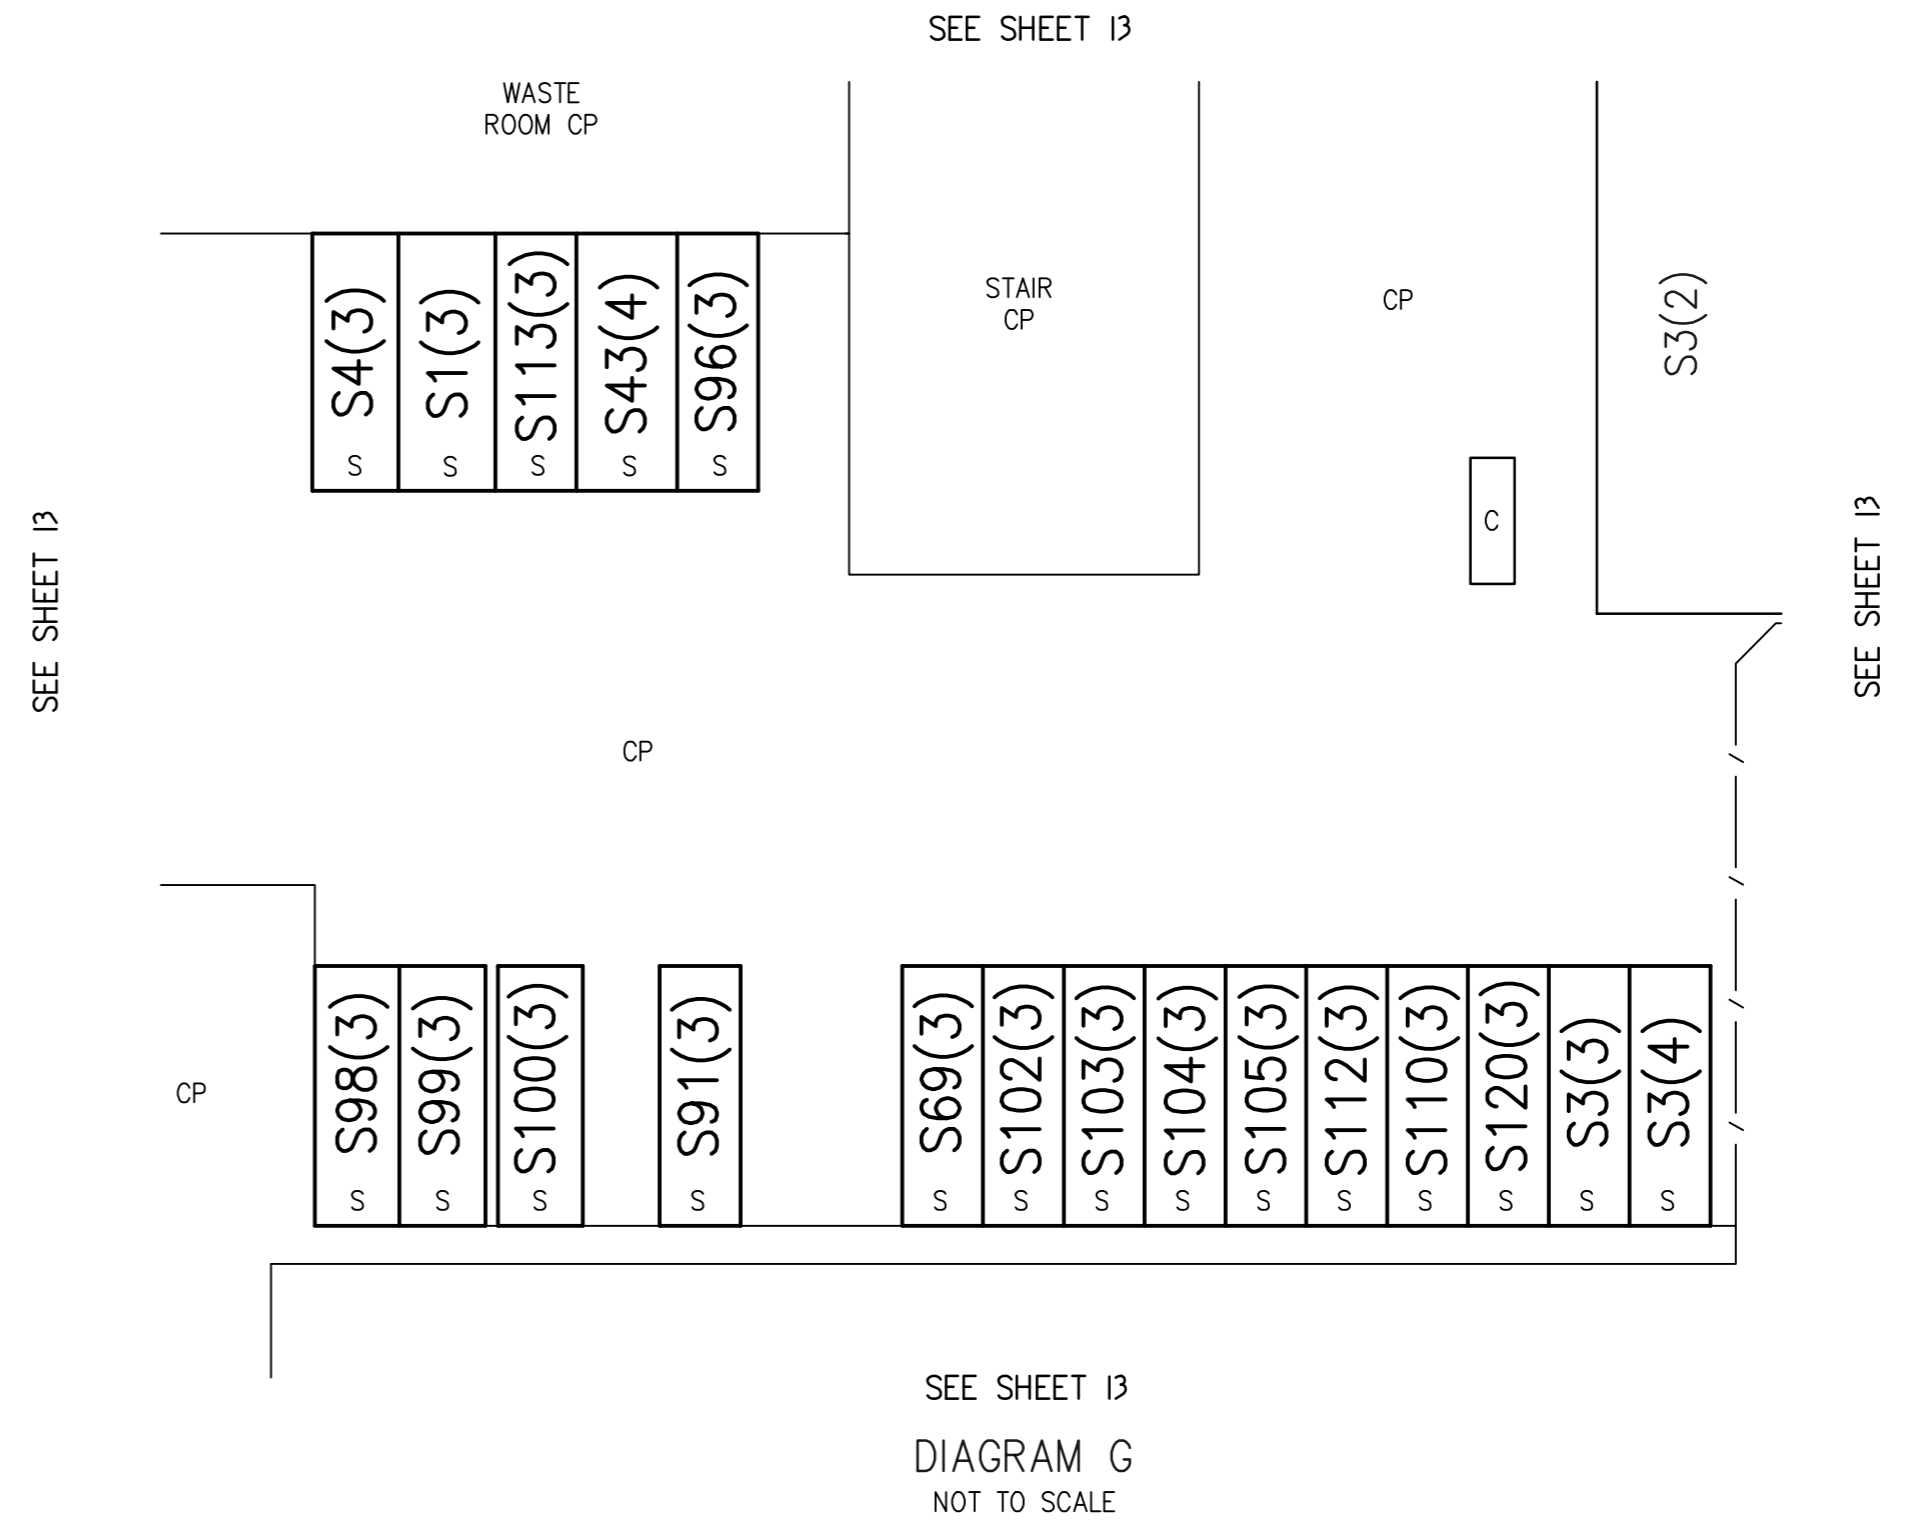 SEE SHEET 13
WASTE
ROOM CP
S4(3)
S
S1(3)
S
S113(3)
S
S43(4)
S
S96(3)
S
STAIR
CP
CP
S3(2)
C
SEE SHEET 13
SEE SHEET 13
CP
CP
S98(3)
S
S99(3)
S
S100(3)
S
S91(3)
S
S69(3)
S
S102(3)
S
S103(3)
S
S104(3)
S
S105(3)
S
S112(3)
S
S110(3)
S
S120(3)
S
S3(3)
S
S3(4)
S
SEE SHEET 13
DIAGRAM G
NOT TO SCALE